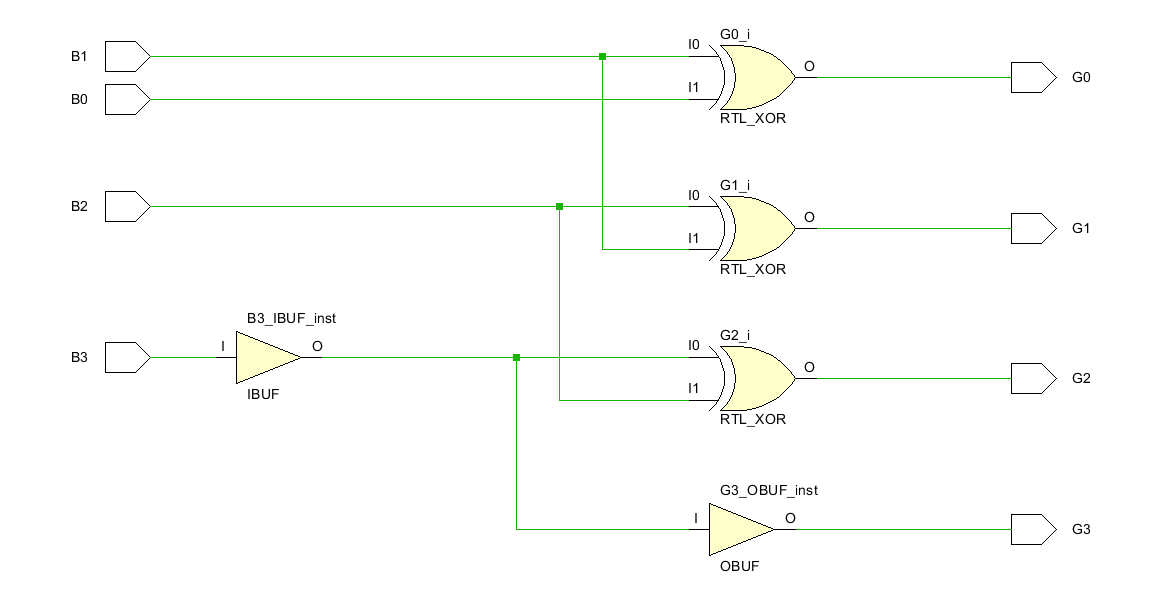 G0_i
B1
I0
O
G0
B0
I1
RTL_XOR
G1_i
B2
I0
O
G1
I1
RTL_XOR
B3_IBUF_inst
G2_i
B3
I
O
I0
O
G2
IBUF
I1
RTL_XOR
G3_OBUF_inst
I
O
G3
OBUF